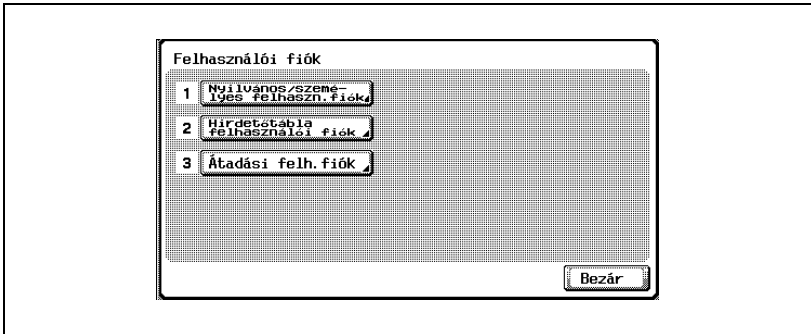 Felhasználói fiók
1 Nyilvános/szemé-
lyes felhaszn.fiók
2 Hirdetőtábla
felhasználói fiók
3 Átadási felh.fiók
Bezár